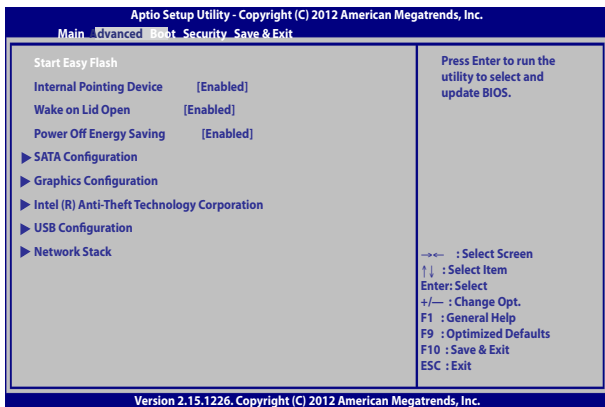 Aptio Setup Utility - Copyright (C) 2012 American Megatrends, Inc.
Main Advanced Boot Security Save & Exit
Start Easy Flash
Internal Pointing Device [Enabled]
Wake on Lid Open [Enabled]
Power Off Energy Saving [Enabled]
SATA Configuration
Graphics Configuration
Intel (R) Anti-Theft Technology Corporation
USB Configuration
Network Stack
Press Enter to run the
utility to select and
update BIOS.
→← : Select Screen
↑↓ : Select Item
Enter: Select
+/— : Change Opt.
F1 : General Help
F9 : Optimized Defaults
F10 : Save & Exit
ESC : Exit
Version 2.15.1226. Copyright (C) 2012 American Megatrends, Inc.